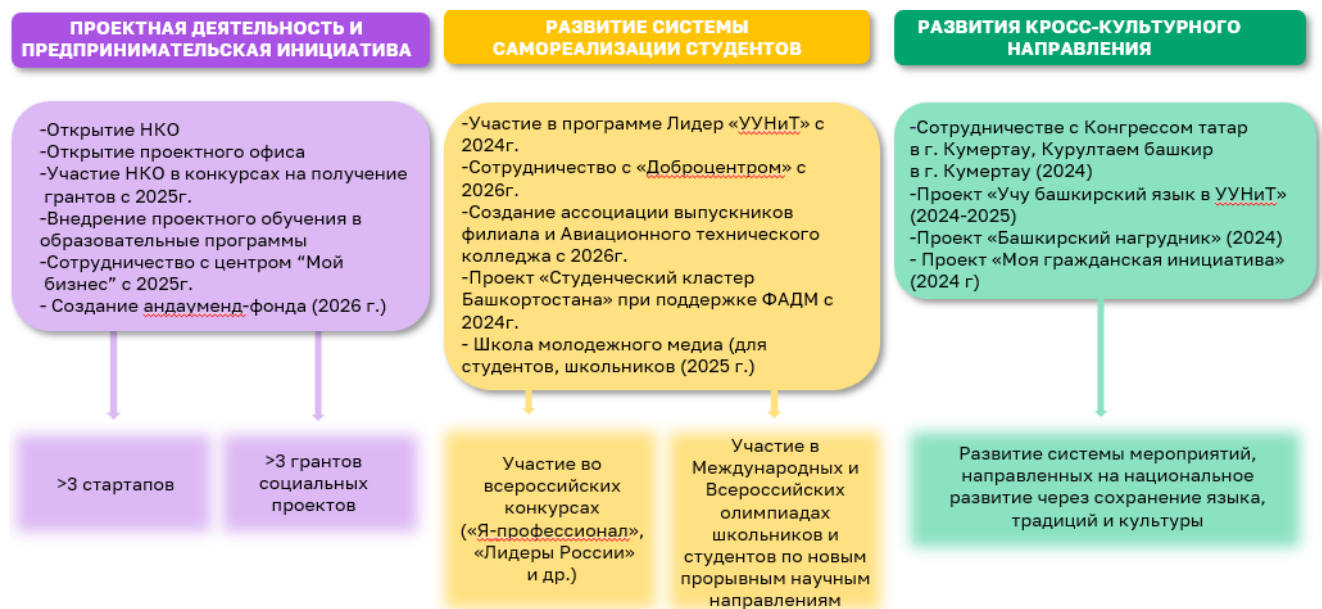 ПРОЕКТНАЯ ДЕЯТЕЛЬНОСТЬ И
ПРЕДПРИНИМАТЕЛЬСКАЯ ИНИЦИАТИВА
-Открытие НКО
-Открытие проектного офиса
-Участие НКО в конкурсах на получение
грантов с 2025г.
-Внедрение проектного обучения в
образовательные программы
-Сотрудничество с центром “Мой
бизнес” с 2025г.
- Создание андауменд-фонда (2026 г.)
>3 стартапов
>3 грантов
социальных
проектов
РАЗВИТИЕ СИСТЕМЫ
САМОРЕАЛИЗАЦИИ СТУДЕНТОВ
-Участие в программе Лидер «УУНиТ» с
2024г.
-Сотрудничество с «Доброцентром» с
2026г.
-Создание ассоциации выпускников
филиала и Авиационного технического
колледжа с 2026г.
-Проект «Студенческий кластер
Башкортостана» при поддержке ФАДМ с
2024г.
- Школа молодежного медиа (для
студентов, школьников (2025 г.)
Участие во
всероссийских
конкурсах
(«Я-профессионал»,
«Лидеры России»
и др.)
Участие в
Международных и
Всероссийских
олимпиадах
школьников и
студентов по новым
прорывным научным
направлениям
РАЗВИТИЯ КРОСС-КУЛЬТУРНОГО
НАПРАВЛЕНИЯ
-Сотрудничестве с Конгрессом татар
в г. Кумертау, Курултаем башкир
в г. Кумертау (2024)
-Проект «Учу башкирский язык в УУНиТ»
(2024-2025)
-Проект «Башкирский нагрудник» (2024)
- Проект «Моя гражданская инициатива»
(2024 г)
Развитие системы мероприятий,
направленных на национальное
развитие через сохранение языка,
традиций и культуры